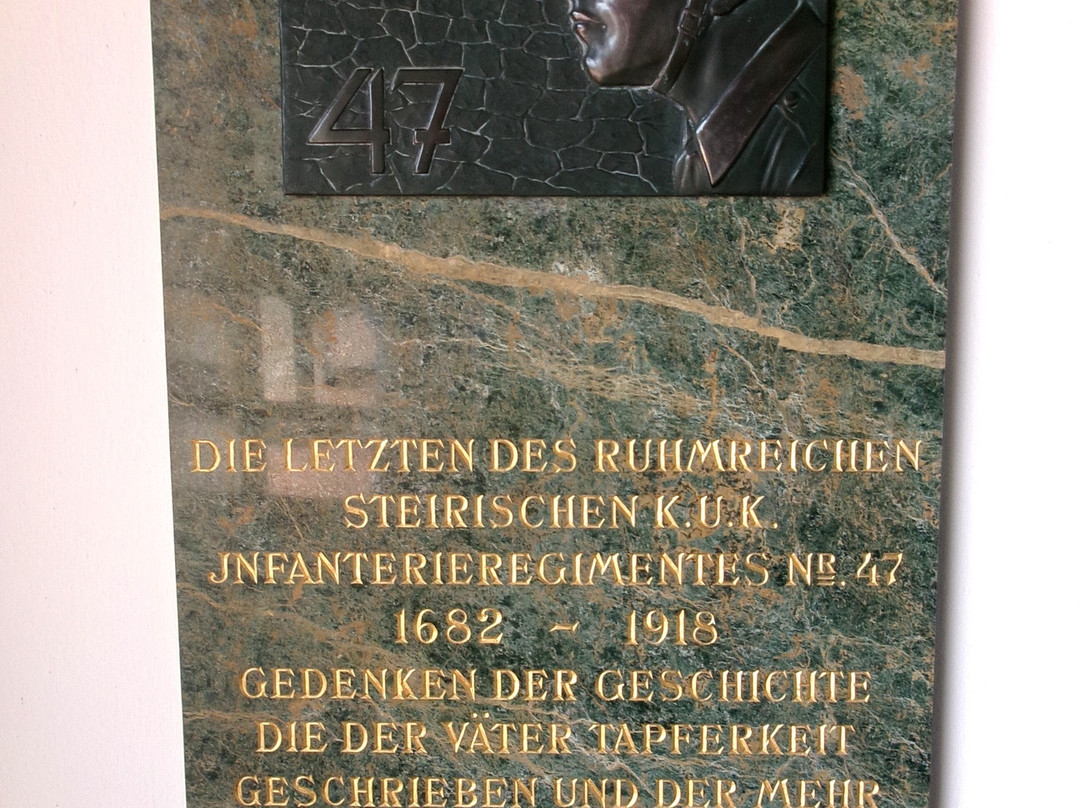 47
DIE LETZTEN DES RUHMREICHEN
STEIRISCHEN K.U.K.
JNFANTERIEREGIMENTES NR. 47
1682 - 1918
GEDENKEN DER GESCHICHTE
DIE DER VÄTER TAPFERKEIT
GESCHRIEBEN UND DER MEHR